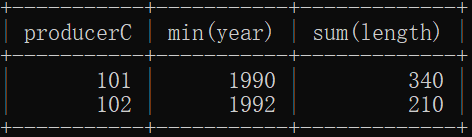 producerC min(year) sum(length)
101 1990 340
102 1992 210